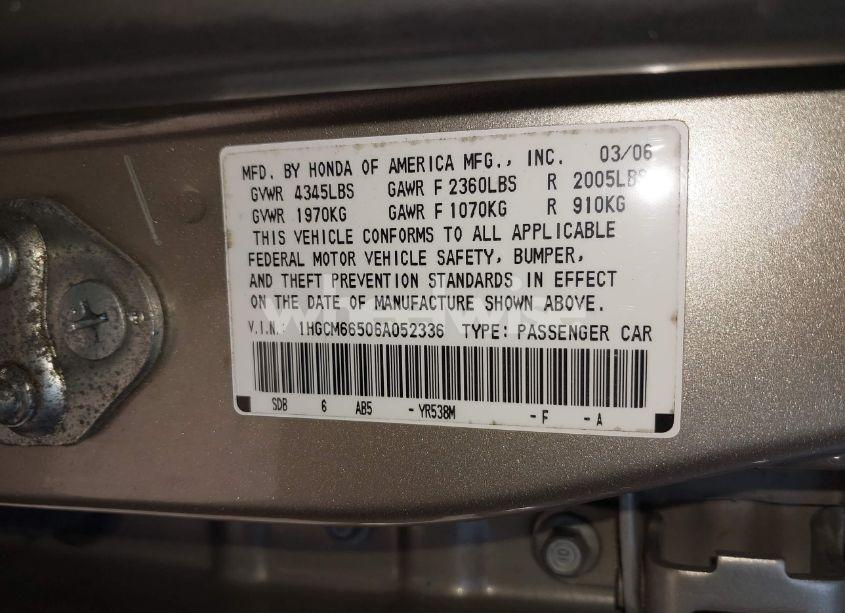 MFD. BY HONDA OF AMERICA MFG., INC. 03/06
GVWR 4345LBS GAWR F 2360LBS R 2005LBS
GVWR 1970KG GAWR F 1070KG R 910KG
THIS VEHICLE CONFORMS TO ALL APPLICABLE
FEDERAL MOTOR VEHICLE SAFETY, BUMPER,
AND THEFT PREVENTION STANDARDS IN EFFECT
ON THE DATE OF MANUFACTURE SHOWN ABOVE.
wheelwise
V.I.N.: 1HGCM66506A052336 TYPE: PASSENGER CAR
SDB 6 AB5 - YR538M - F - A
10